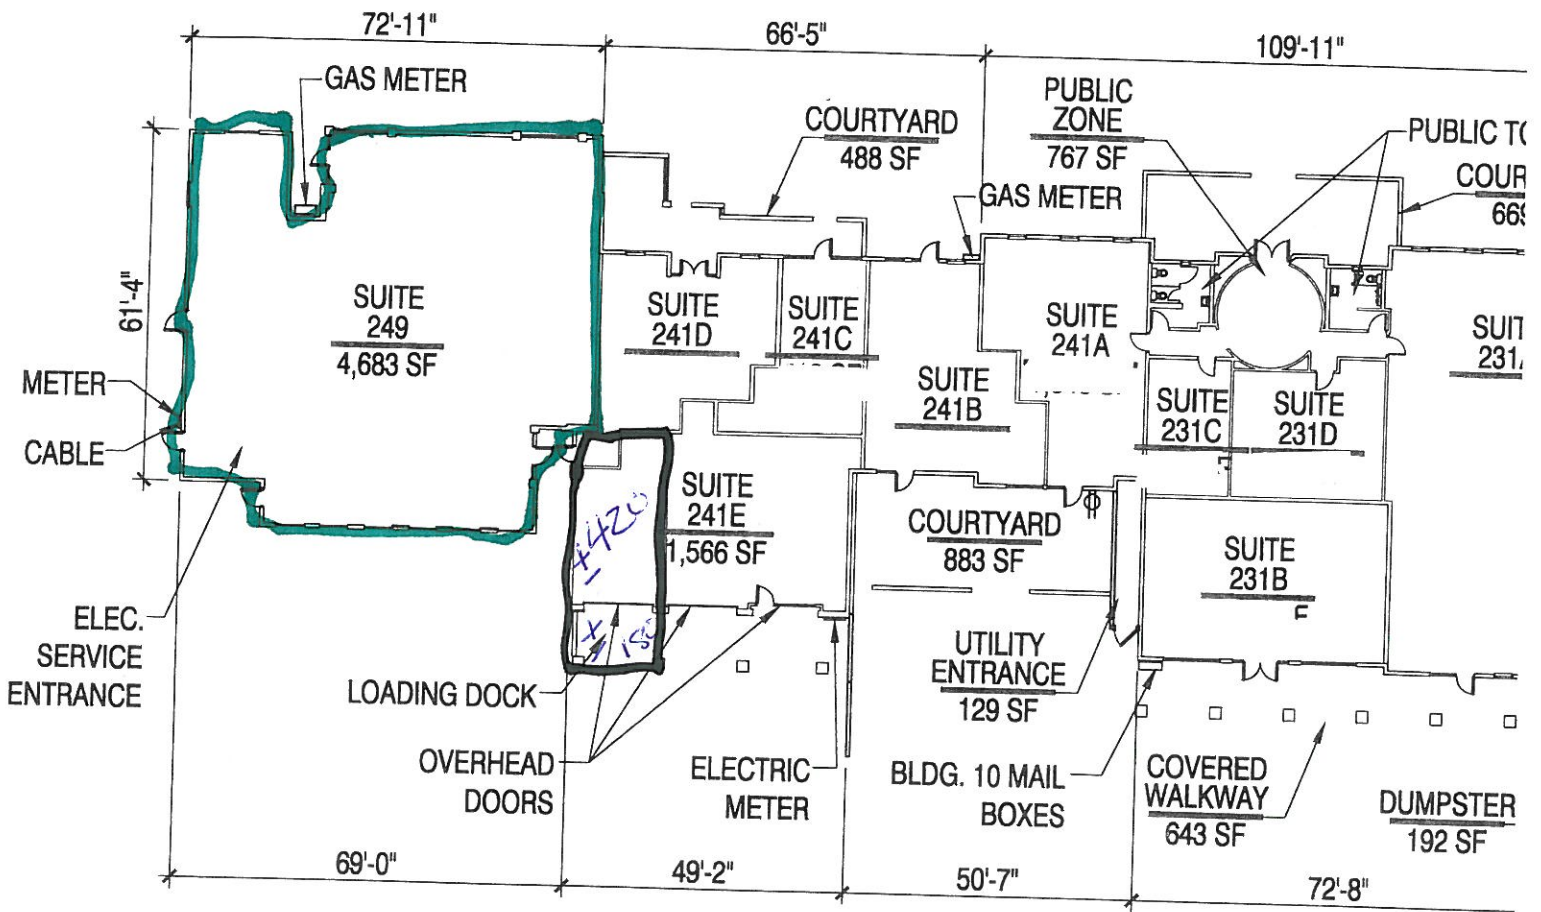 72'-11"
66'-5"
109'-11"
GAS METER
COURTYARD
488 SF
PUBLIC
ZONE
767 SF
PUBLIC
COUR
GAS METER
61'-4"
SUITE
249
4,683 SF
SUITE
241D
SUITE
241C
SUITE
241A
SUIT
231
METER
CABLE
SUITE
241B
SUITE
231C
SUITE
231D
SUITE
241E
1,566 SF
±420
COURTYARD
883 SF
SUITE
231B
ELEC.
SERVICE
ENTRANCE
LOADING DOCK
UTILITY
ENTRANCE
129 SF
OVERHEAD
DOORS
ELECTRIC
METER
BLDG. 10 MAIL
BOXES
COVERED
WALKWAY
643 SF
DUMPSTER
192 SF
69'-0"
49'-2"
50'-7"
72'-8"